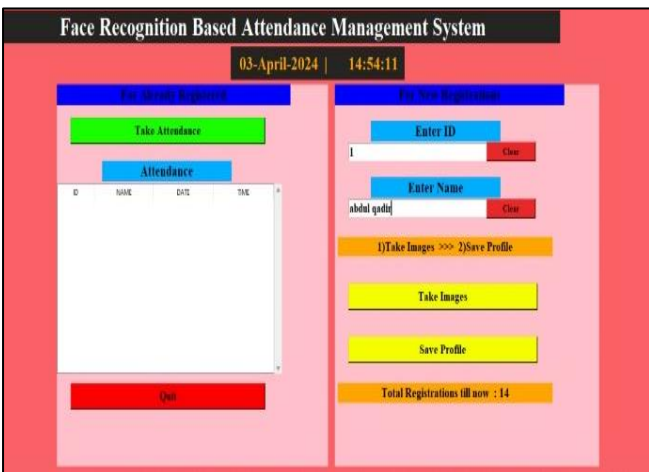 Face Recognition Based Attendance Management System
03-April-2024 | 14:54:11
For Already Registered
Take Attendance
Attendance
ID NAME DATE TIME
Quit
For New Registrations
Enter ID
1 Clear
Enter Name
abdul qadir Clear
1)Take Images >>> 2)Save Profile
Take Images
Save Profile
Total Registrations till now : 14